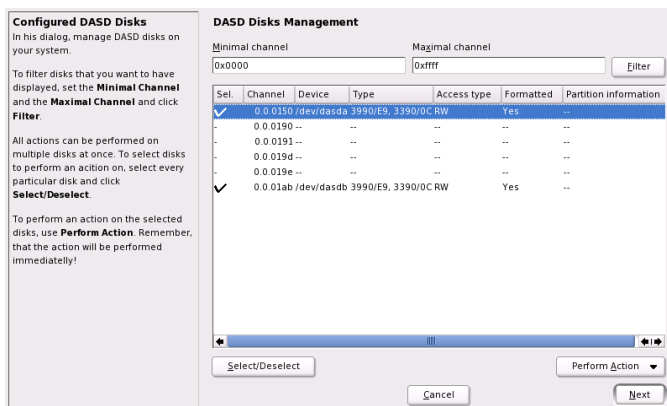 Configured DASD Disks
In his dialog, manage DASD disks on
your system.
To filter disks that you want to have
displayed, set the Minimal Channel
and the Maximal Channel and click
Filter.
All actions can be performed on
multiple disks at once. To select disks
to perform an acition on, select every
particular disk and click
Select/Deselect.
To perform an action on the selected
disks, use Perform Action. Remember,
that the action will be performed
immediatelly!
DASD Disks Management
Minimal channel Maximal channel
0x0000 0xffff Filter
Sel. Channel Device Type Access type Formatted Partition information
0.0.0150 /dev/dasda 3990/E9, 3390/0C RW Yes --
- 0.0.0190 -- -- -- -- --
- 0.0.0191 -- -- -- -- --
- 0.0.019d -- -- -- -- --
- 0.0.019e -- -- -- -- --
0.0.01ab /dev/dasdb 3990/E9, 3390/0C RW Yes --
Select/Deselect Perform Action
Cancel Next